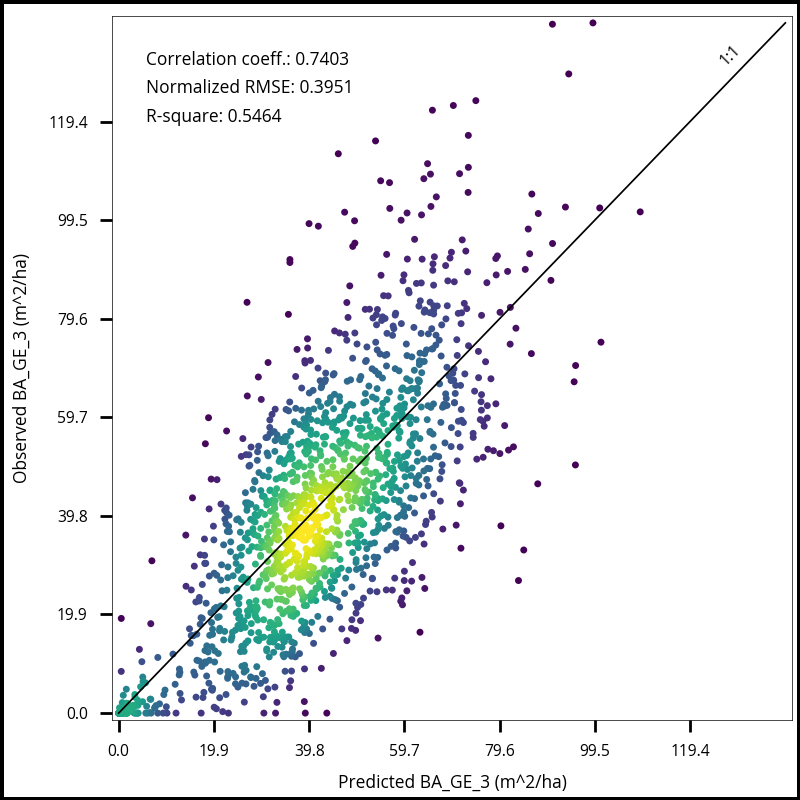 Correlation coeff.: 0.7403
Normalized RMSE: 0.3951
R-square: 0.5464
1:1
Observed BA_GE_3 (m^2/ha)
119.4
99.5
79.6
59.7
39.8
19.9
0.0
0.0 19.9 39.8 59.7 79.6 99.5 119.4
Predicted BA_GE_3 (m^2/ha)